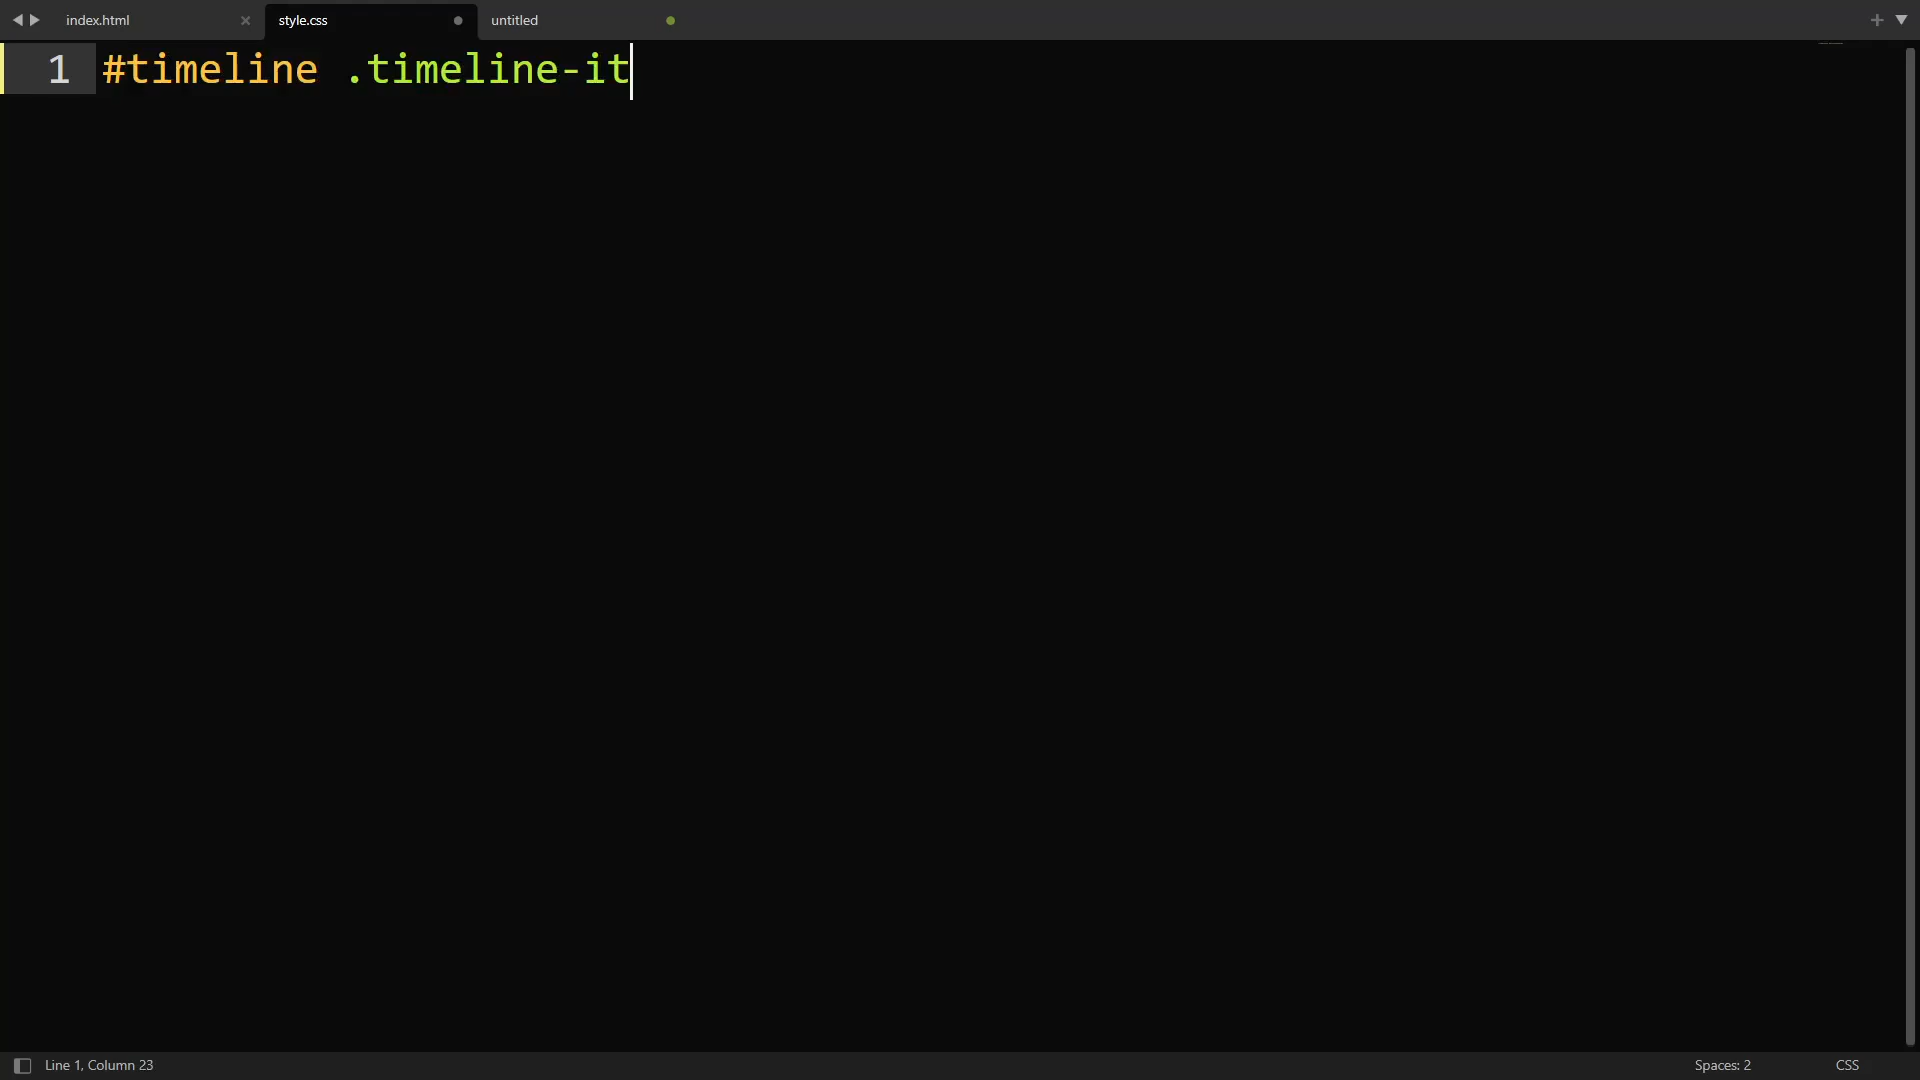 index.html
style.css
untitled
1 #timeline .timeline-it
Line 1, Column 23
Spaces: 2
CSS